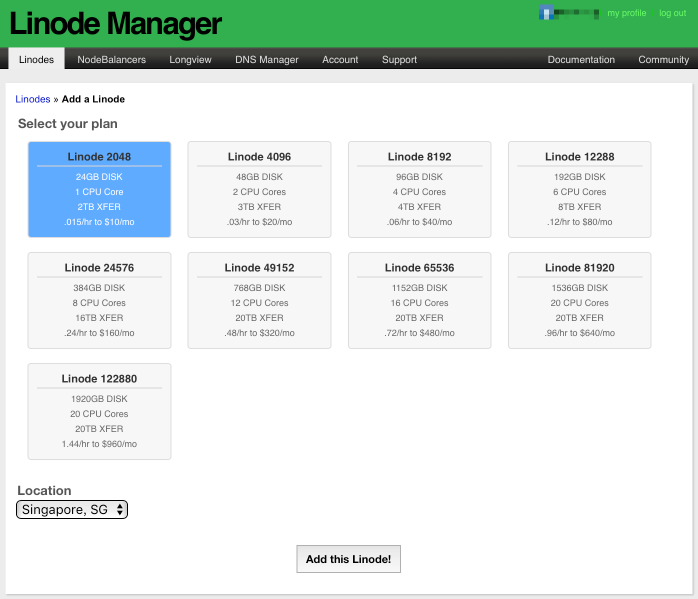 Linode Manager
my profile log out
Linodes NodeBalancers Longview DNS Manager Account Support Documentation Community
Linodes » Add a Linode
Select your plan
Linode 2048
24GB DISK
1 CPU Core
2TB XFER
.015/hr to $10/mo
Linode 4096
48GB DISK
2 CPU Cores
3TB XFER
.03/hr to $20/mo
Linode 8192
96GB DISK
4 CPU Cores
4TB XFER
.06/hr to $40/mo
Linode 12288
192GB DISK
6 CPU Cores
8TB XFER
.12/hr to $80/mo
Linode 24576
384GB DISK
8 CPU Cores
16TB XFER
.24/hr to $160/mo
Linode 49152
768GB DISK
12 CPU Cores
20TB XFER
.48/hr to $320/mo
Linode 65536
1152GB DISK
16 CPU Cores
20TB XFER
.72/hr to $480/mo
Linode 81920
1536GB DISK
20 CPU Cores
20TB XFER
.96/hr to $640/mo
Linode 122880
1920GB DISK
20 CPU Cores
20TB XFER
1.44/hr to $960/mo
Location
Singapore, SG
Add this Linode!